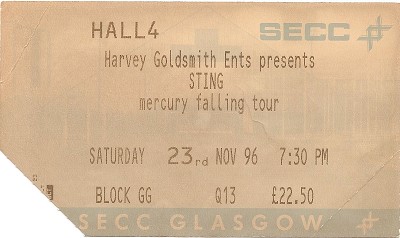 HALL4 SECC
Harvey Goldsmith Ents presents
STING
mercury falling tour
SATURDAY 23rd NOV 96 7:30 PM
BLOCK GG Q13 £22.50
SECC GLASGOW